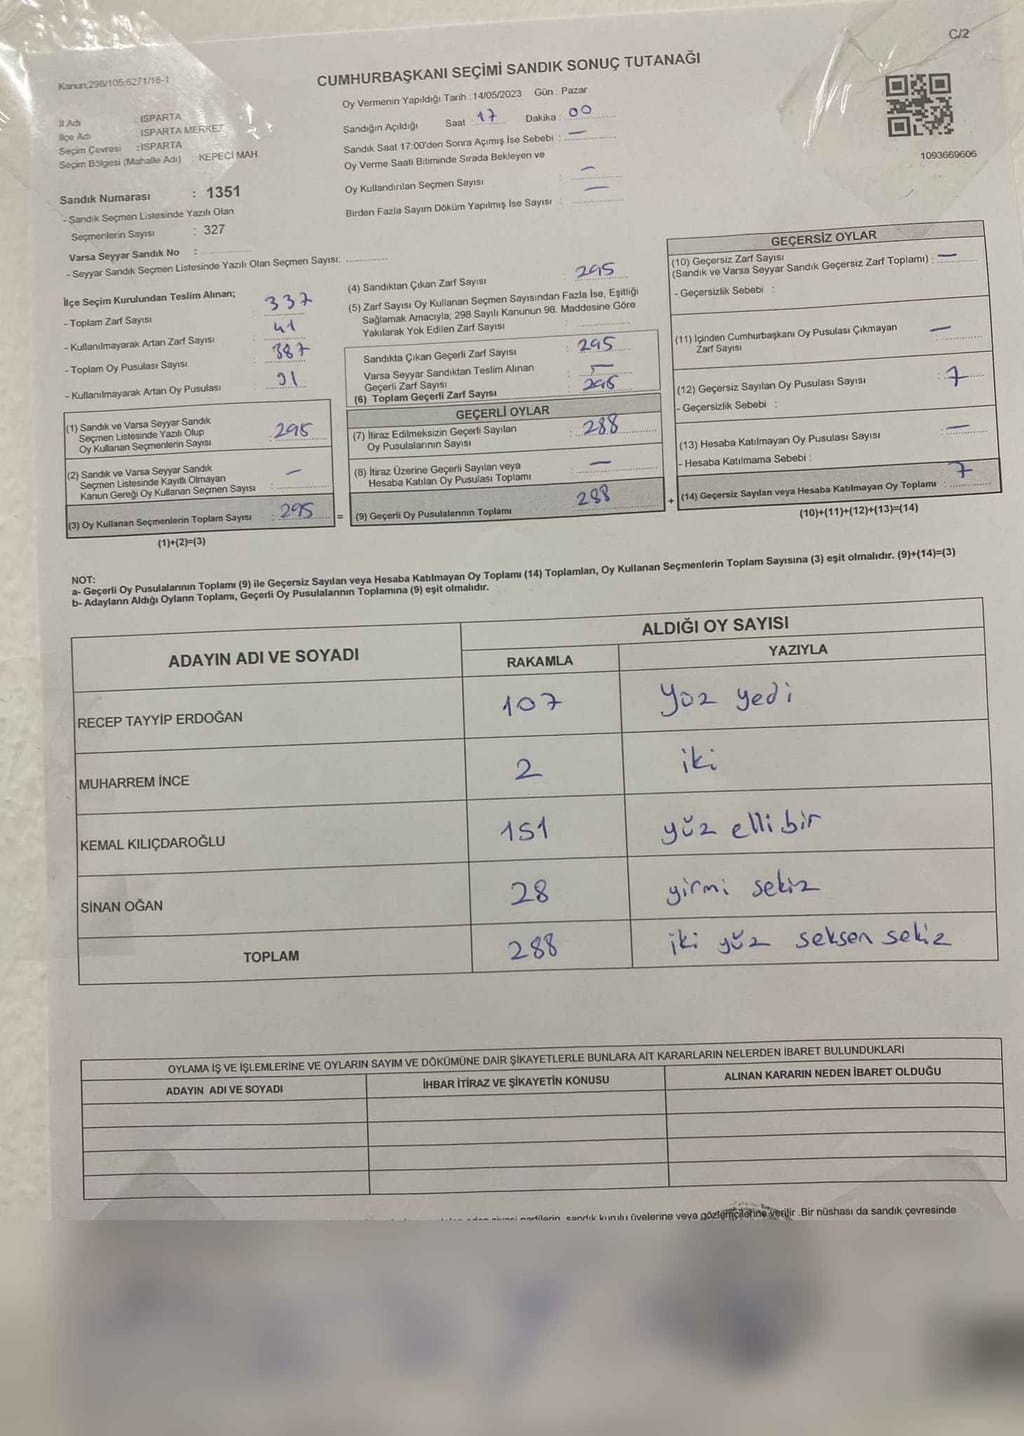 C/2
Kanun;298/105,6271/18-1
CUMHURBAŞKANI SEÇİMİ SANDIK SONUÇ TUTANAĞI
Oy Vermenin Yapıldığı Tarih : 14/05/2023 Gün : Pazar
İl Adı : ISPARTA
İlçe Adı : ISPARTA MERKEZ
Seçim Çevresi : ISPARTA
Seçim Bölgesi (Mahalle Adı) : KEPECİ MAH.
Sandığın Açıldığı Saat 17 Dakika : 00
Sandık Saat 17:00'den Sonra Açımış İse Sebebi : —
Oy Verme Saati Bitiminde Sırada Bekleyen ve
Oy Kullandırılan Seçmen Sayısı : —
Birden Fazla Sayım Döküm Yapılmış İse Sayısı : —
1093669606
Sandık Numarası : 1351
- Sandık Seçmen Listesinde Yazılı Olan
Seçmenlerin Sayısı : 327
Varsa Seyyar Sandık No :
- Seyyar Sandık Seçmen Listesinde Yazılı Olan Seçmen Sayısı:
İlçe Seçim Kurulundan Teslim Alınan;
- Toplam Zarf Sayısı : 337
- Kullanılmayarak Artan Zarf Sayısı : 41
- Toplam Oy Pusulası Sayısı : 387
- Kullanılmayarak Artan Oy Pusulası : 91
(1) Sandık ve Varsa Seyyar Sandık
Seçmen Listesinde Yazılı Olup
Oy Kullanan Seçmenlerin Sayısı : 295
(2) Sandık ve Varsa Seyyar Sandık
Seçmen Listesinde Kayıtlı Olmayan
Kanun Gereği Oy Kullanan Seçmen Sayısı : —
(3) Oy Kullanan Seçmenlerin Toplam Sayısı : 295
(1)+(2)=(3)
=
(4) Sandıktan Çıkan Zarf Sayısı : 295
(5) Zarf Sayısı Oy Kullanan Seçmen Sayısından Fazla İse, Eşitliği
Sağlamak Amacıyla, 298 Sayılı Kanunun 98. Maddesine Göre
Yakılarak Yok Edilen Zarf Sayısı :
Sandıkta Çıkan Geçerli Zarf Sayısı : 295
Varsa Seyyar Sandıktan Teslim Alınan
Geçerli Zarf Sayısı :
(6) Toplam Geçerli Zarf Sayısı : 295
GEÇERLİ OYLAR
(7) İtiraz Edilmeksizin Geçerli Sayılan
Oy Pusulalarının Sayısı : 288
(8) İtiraz Üzerine Geçerli Sayılan veya
Hesaba Katılan Oy Pusulası Toplamı : —
(9) Geçerli Oy Pusulalarının Toplamı 288
+
GEÇERSİZ OYLAR
(10) Geçersiz Zarf Sayısı
(Sandık ve Varsa Seyyar Sandık Geçersiz Zarf Toplamı) : —
- Geçersizlik Sebebi :
(11) İçinden Cumhurbaşkanı Oy Pusulası Çıkmayan
Zarf Sayısı : —
(12) Geçersiz Sayılan Oy Pusulası Sayısı : 7
- Geçersizlik Sebebi :
(13) Hesaba Katılmayan Oy Pusulası Sayısı : —
- Hesaba Katılmama Sebebi :
(14) Geçersiz Sayılan veya Hesaba Katılmayan Oy Toplamı : 7
(10)+(11)+(12)+(13)=(14)
NOT:
a- Geçerli Oy Pusulalarının Toplamı (9) ile Geçersiz Sayılan veya Hesaba Katılmayan Oy Toplamı (14) Toplamları, Oy Kullanan Seçmenlerin Toplam Sayısına (3) eşit olmalıdır. (9)+(14)=(3)
b- Adayların Aldığı Oyların Toplamı, Geçerli Oy Pusulalarının Toplamına (9) eşit olmalıdır.
ADAYIN ADI VE SOYADI
ALDIĞI OY SAYISI
RAKAMLA YAZIYLA
RECEP TAYYİP ERDOĞAN 107 yüz yedi
MUHARREM İNCE 2 iki
KEMAL KILIÇDAROĞLU 151 yüz elli bir
SİNAN OĞAN 28 yirmi sekiz
TOPLAM 288 iki yüz seksen sekiz
OYLAMA İŞ VE İŞLEMLERİNE VE OYLARIN SAYIM VE DÖKÜMÜNE DAİR ŞİKAYETLERLE BUNLARA AİT KARARLARIN NELERDEN İBARET BULUNDUKLARI
ADAYIN ADI VE SOYADI İHBAR İTİRAZ VE ŞİKAYETİN KONUSU ALINAN KARARIN NEDEN İBARET OLDUĞU
siyasi partilerin sandık kurulu üyelerine veya gözlemcilerine verilir .Bir nüshası da sandık çevresinde